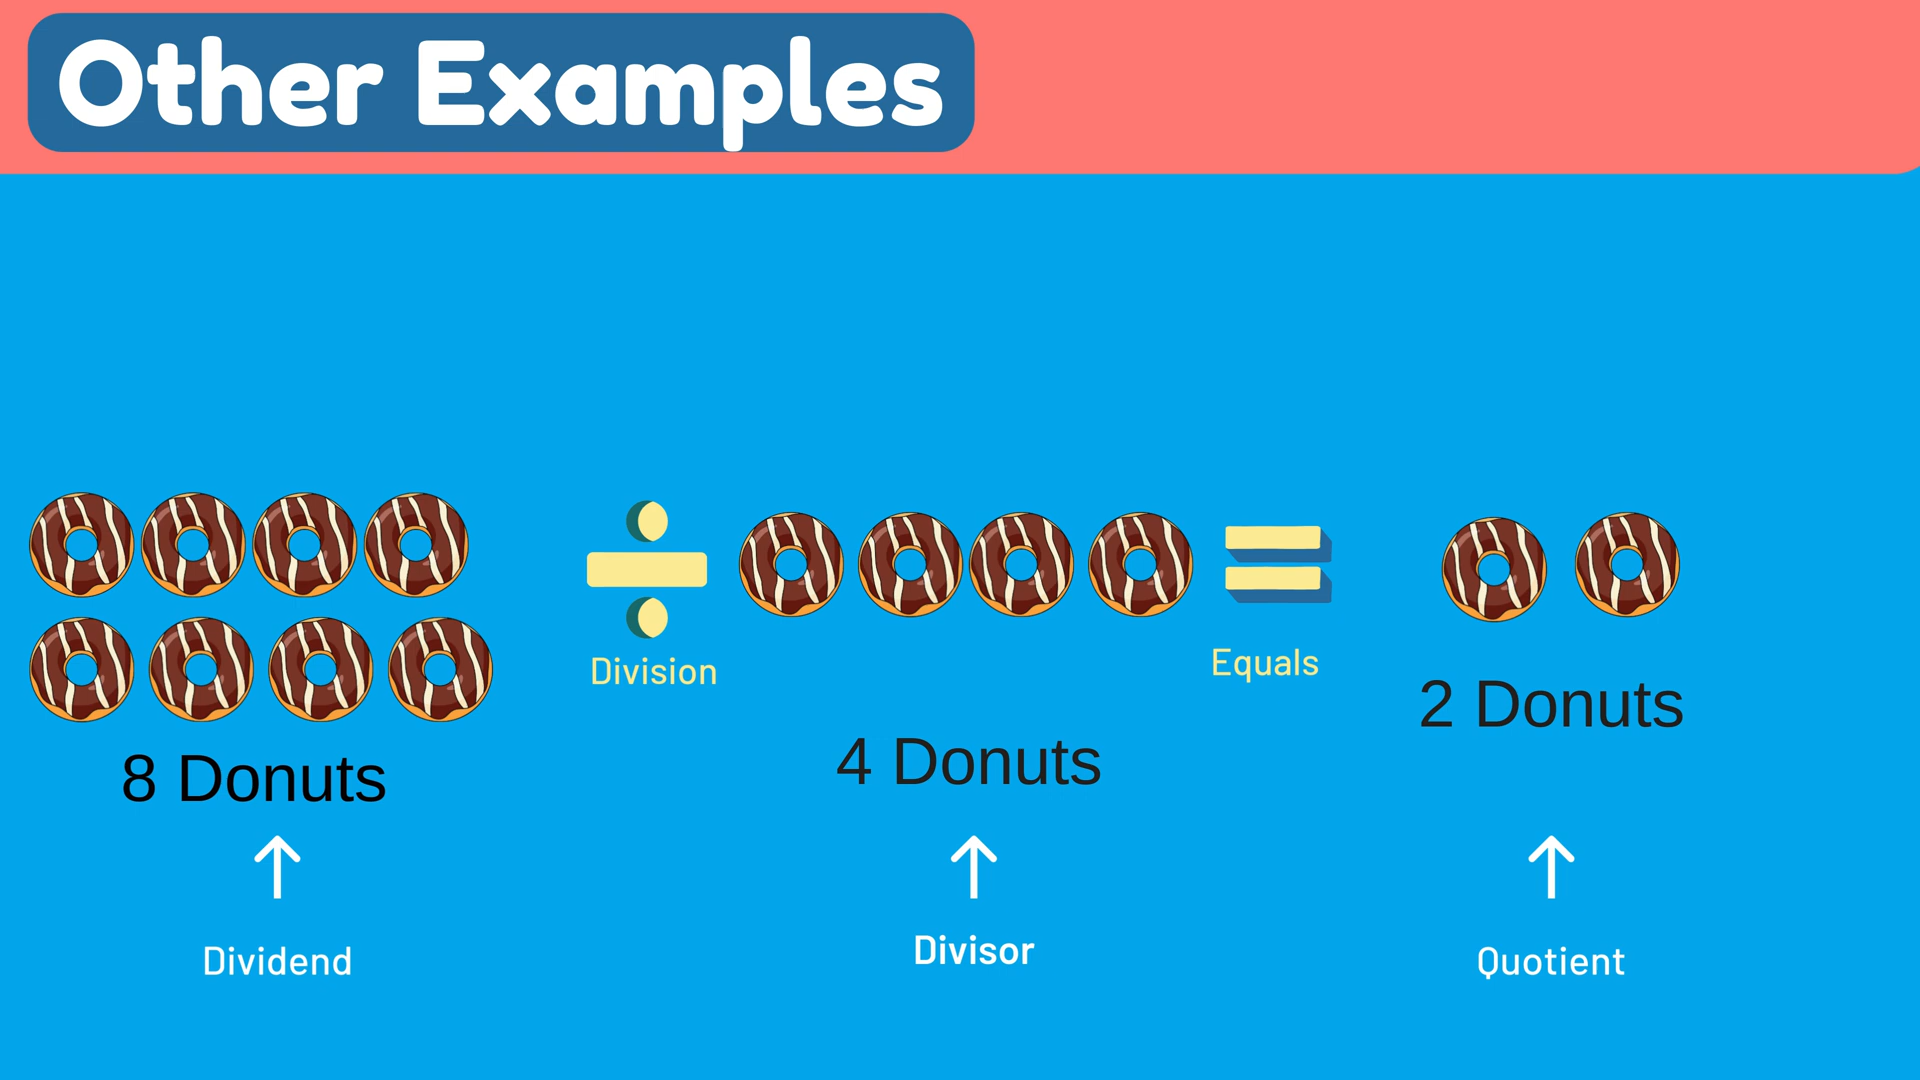 Other Examples
Division
Equals
8 Donuts
4 Donuts
2 Donuts
Dividend
Divisor
Quotient